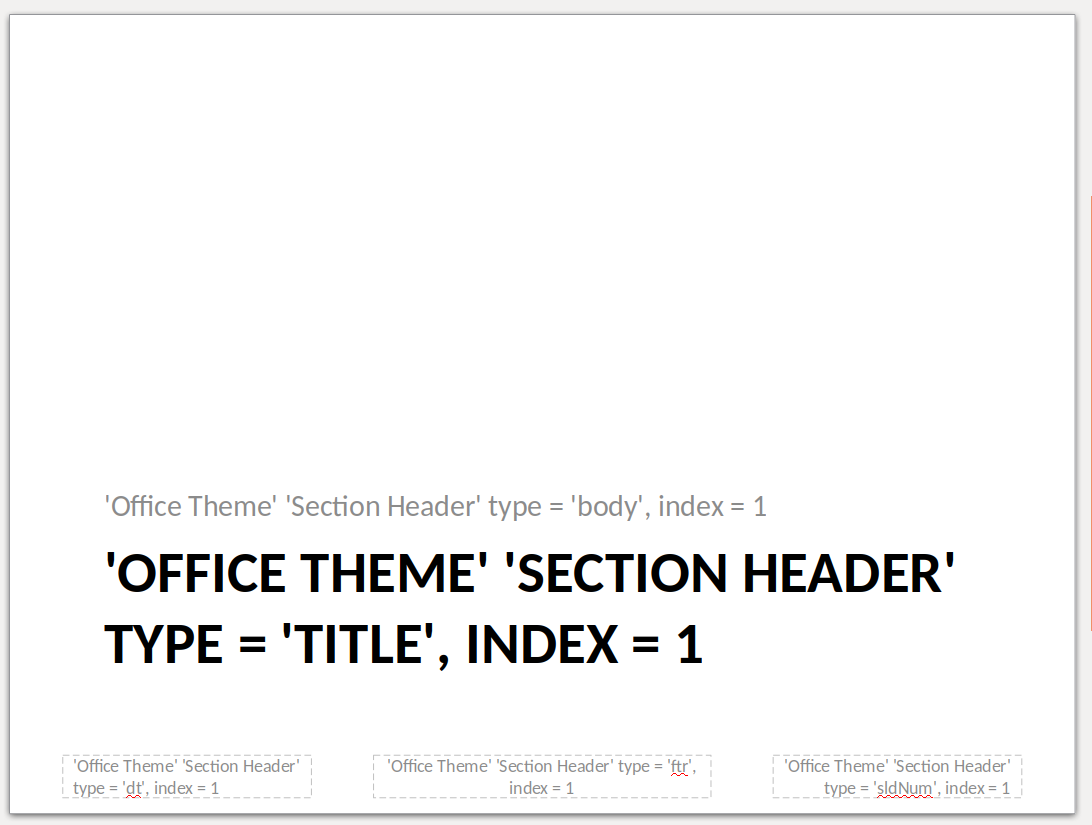 'Office Theme' 'Section Header' type = 'body', index = 1
'OFFICE THEME' 'SECTION HEADER'
TYPE = 'TITLE', INDEX = 1
'Office Theme' 'Section Header'
type = 'dt', index = 1
'Office Theme' 'Section Header' type = 'ftr',
index = 1
'Office Theme' 'Section Header'
type = 'sldNum', index = 1